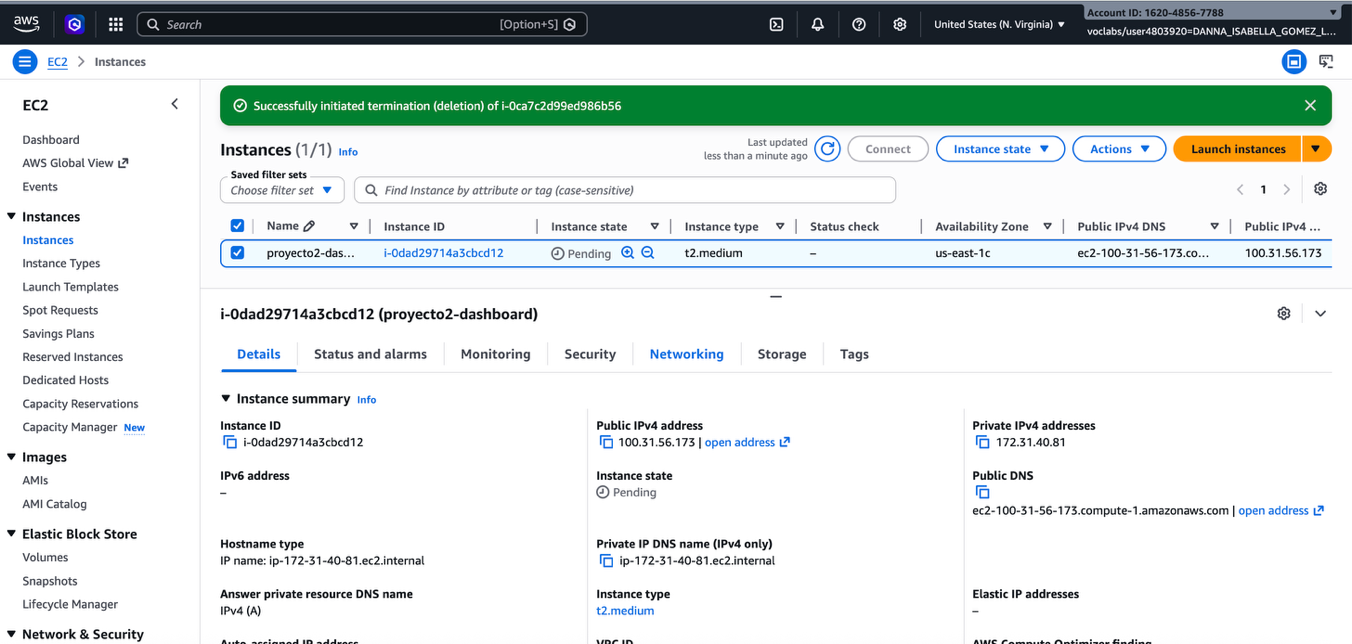 aws
Search [Option+S]
United States (N. Virginia)
Account ID: 1620-4856-7788
voclabs/user4803920=DANNA_ISABELLA_GOMEZ_L...
EC2 > Instances
EC2
Dashboard
AWS Global View
Events
Instances
Instances
Instance Types
Launch Templates
Spot Requests
Savings Plans
Reserved Instances
Dedicated Hosts
Capacity Reservations
Capacity Manager New
Images
AMIs
AMI Catalog
Elastic Block Store
Volumes
Snapshots
Lifecycle Manager
Network & Security
Successfully initiated termination (deletion) of i-0ca7c2d99ed986b56
Instances (1/1) Info
Last updated
less than a minute ago
Connect
Instance state
Actions
Launch instances
Saved filter sets
Choose filter set
Find Instance by attribute or tag (case-sensitive)
1
Name Instance ID Instance state Instance type Status check Availability Zone Public IPv4 DNS Public IPv4 ...
proyecto2-das... i-0dad29714a3cbcd12 Pending t2.medium – us-east-1c ec2-100-31-56-173.co... 100.31.56.173
i-0dad29714a3cbcd12 (proyecto2-dashboard)
Details Status and alarms Monitoring Security Networking Storage Tags
Instance summary Info
Instance ID
i-0dad29714a3cbcd12
Public IPv4 address
100.31.56.173 | open address
Private IPv4 addresses
172.31.40.81
IPv6 address
–
Instance state
Pending
Public DNS
ec2-100-31-56-173.compute-1.amazonaws.com | open address
Hostname type
IP name: ip-172-31-40-81.ec2.internal
Private IP DNS name (IPv4 only)
ip-172-31-40-81.ec2.internal
Answer private resource DNS name
IPv4 (A)
Instance type
t2.medium
Elastic IP addresses
–
Auto-assigned IP address
VPC ID
AWS Compute Optimizer finding